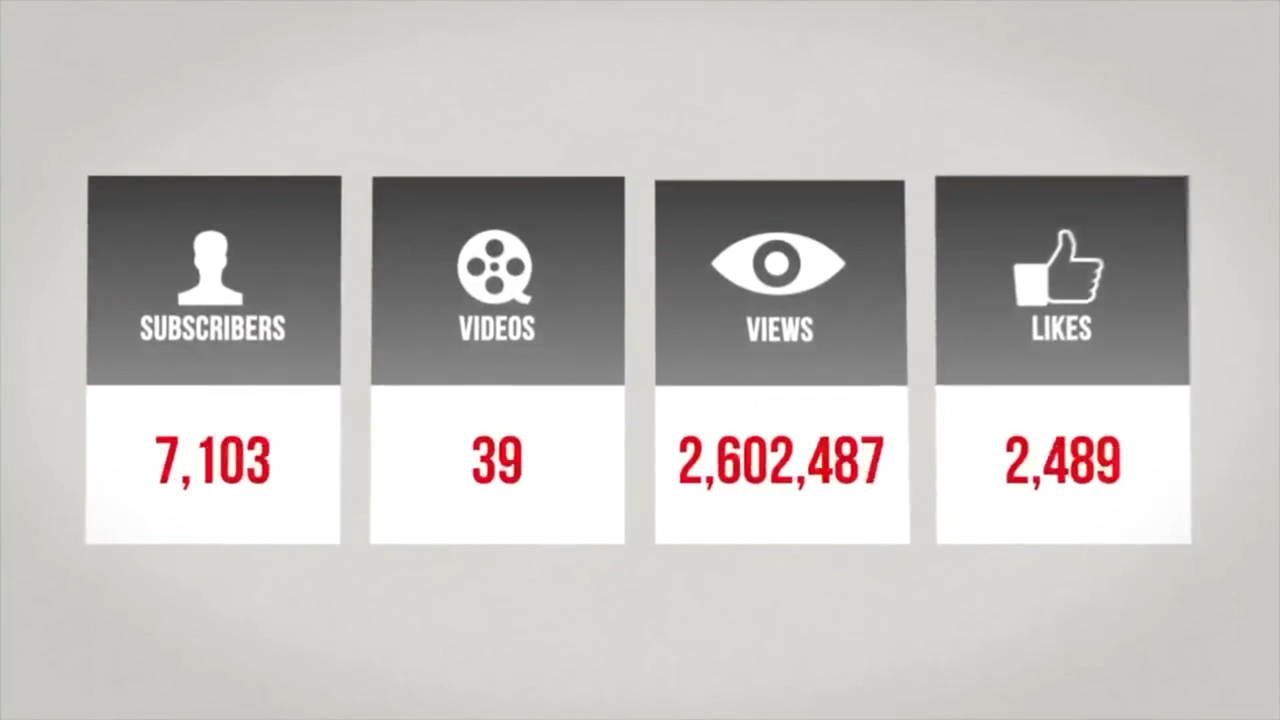 SUBSCRIBERS
7,103
VIDEOS
39
VIEWS
2,602,487
LIKES
2,489